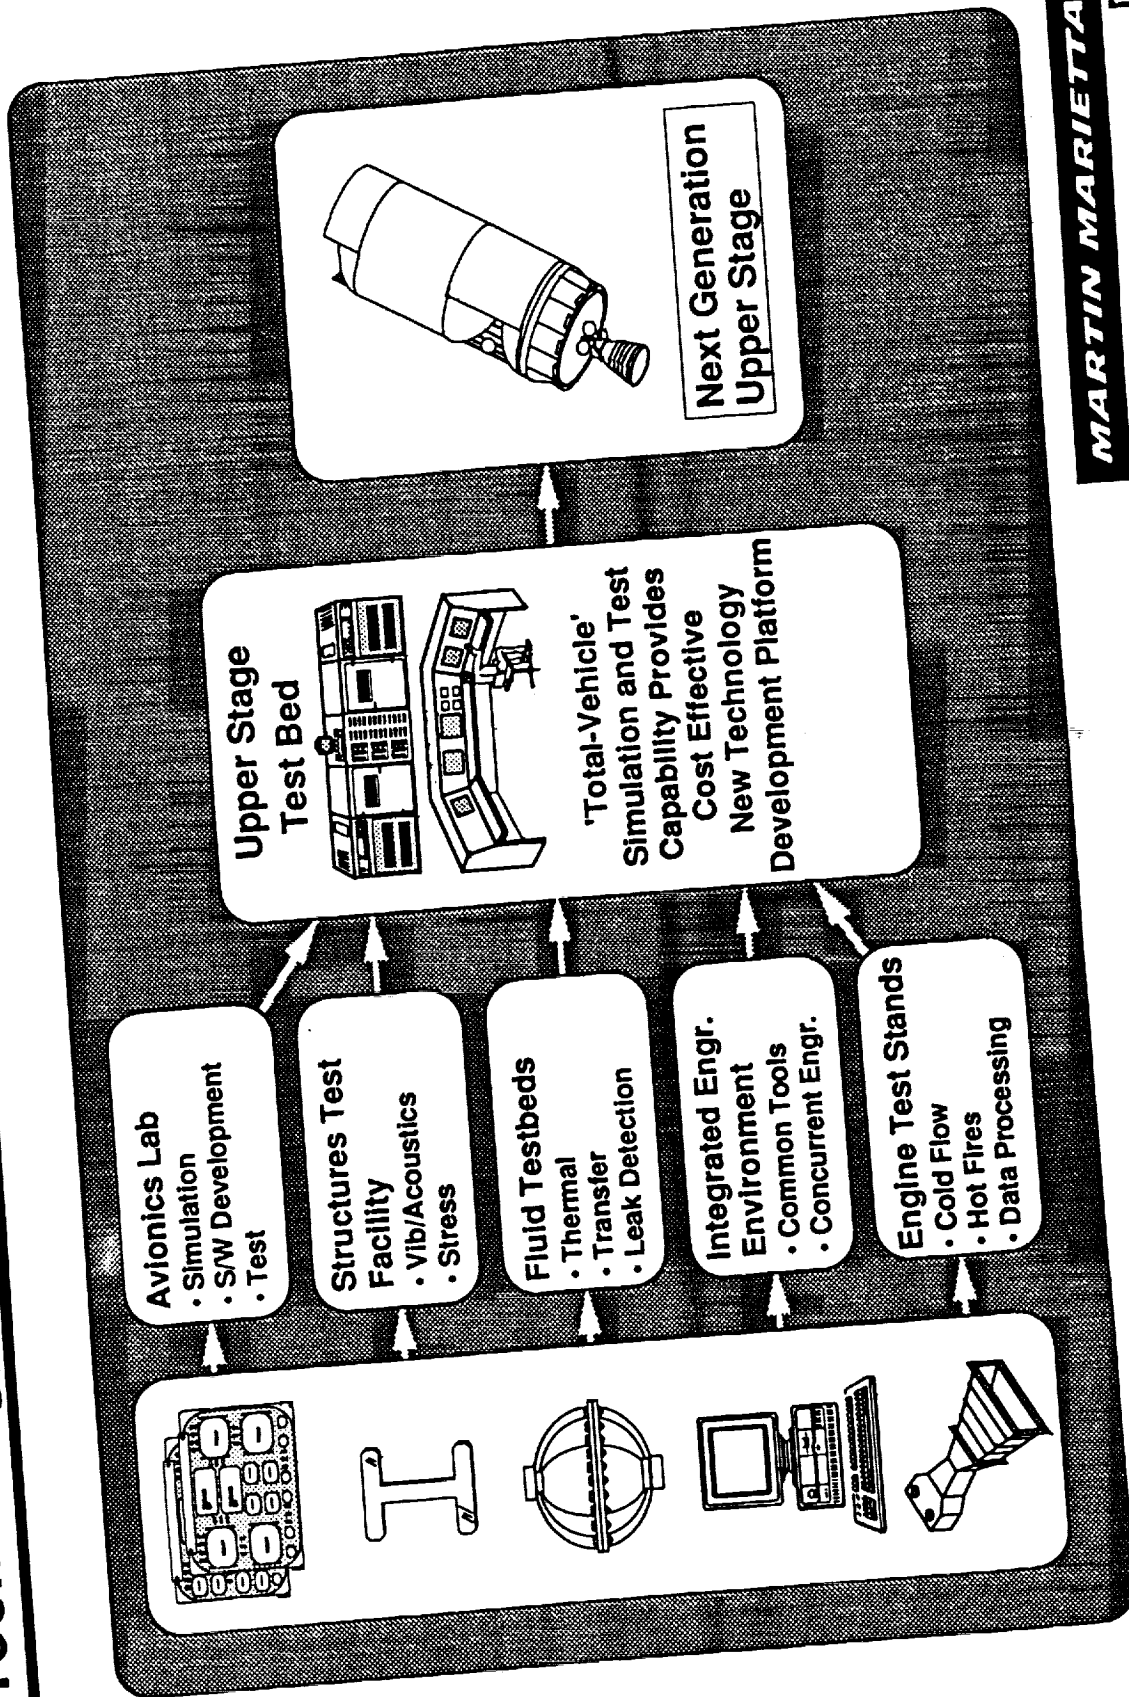 Avionics Lab
• Simulation
• S/W Development
• Test
Structures Test
Facility
• Vib/Acoustics
• Stress
Fluid Testbeds
• Thermal
• Transfer
• Leak Detection
Integrated Engr.
Environment
• Common Tools
• Concurrent Engr.
Engine Test Stands
• Cold Flow
• Hot Fires
• Data Processing
Upper Stage
Test Bed
'Total-Vehicle'
Simulation and Test
Capability Provides
Cost Effective
New Technology
Development Platform
Next Generation
Upper Stage
MARTIN MARIETTA